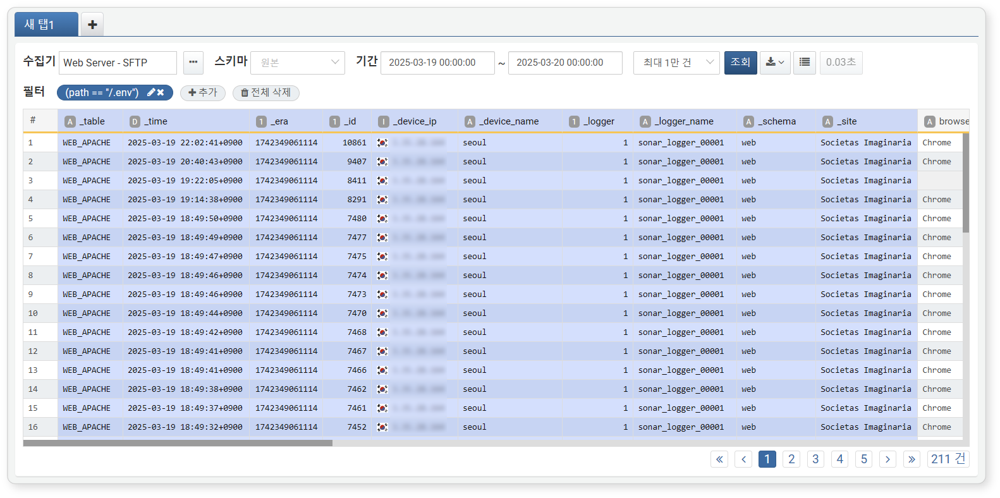 새 탭1
수집기 Web Server - SFTP 스키마 원본 기간 2025-03-19 00:00:00 ~ 2025-03-20 00:00:00 최대 1만 건 조회 0.03초
필터 (path == "/.env") 추가 전체 삭제
# A _table D _time 1 _era 1 _id I _device_ip A _device_name 1 _logger A _logger_name A _schema A _site A browse
1 WEB_APACHE 2025-03-19 22:02:41+0900 1742349061114 10861 seoul 1 sonar_logger_00001 web Societas Imaginaria Chrome
2 WEB_APACHE 2025-03-19 20:40:43+0900 1742349061114 9407 seoul 1 sonar_logger_00001 web Societas Imaginaria Chrome
3 WEB_APACHE 2025-03-19 19:22:05+0900 1742349061114 8411 seoul 1 sonar_logger_00001 web Societas Imaginaria
4 WEB_APACHE 2025-03-19 19:14:38+0900 1742349061114 8291 seoul 1 sonar_logger_00001 web Societas Imaginaria Chrome
5 WEB_APACHE 2025-03-19 18:49:50+0900 1742349061114 7480 seoul 1 sonar_logger_00001 web Societas Imaginaria Chrome
6 WEB_APACHE 2025-03-19 18:49:49+0900 1742349061114 7477 seoul 1 sonar_logger_00001 web Societas Imaginaria Chrome
7 WEB_APACHE 2025-03-19 18:49:47+0900 1742349061114 7475 seoul 1 sonar_logger_00001 web Societas Imaginaria Chrome
8 WEB_APACHE 2025-03-19 18:49:46+0900 1742349061114 7474 seoul 1 sonar_logger_00001 web Societas Imaginaria Chrome
9 WEB_APACHE 2025-03-19 18:49:46+0900 1742349061114 7473 seoul 1 sonar_logger_00001 web Societas Imaginaria Chrome
10 WEB_APACHE 2025-03-19 18:49:44+0900 1742349061114 7470 seoul 1 sonar_logger_00001 web Societas Imaginaria Chrome
11 WEB_APACHE 2025-03-19 18:49:42+0900 1742349061114 7468 seoul 1 sonar_logger_00001 web Societas Imaginaria Chrome
12 WEB_APACHE 2025-03-19 18:49:41+0900 1742349061114 7467 seoul 1 sonar_logger_00001 web Societas Imaginaria Chrome
13 WEB_APACHE 2025-03-19 18:49:41+0900 1742349061114 7466 seoul 1 sonar_logger_00001 web Societas Imaginaria Chrome
14 WEB_APACHE 2025-03-19 18:49:38+0900 1742349061114 7462 seoul 1 sonar_logger_00001 web Societas Imaginaria Chrome
15 WEB_APACHE 2025-03-19 18:49:37+0900 1742349061114 7461 seoul 1 sonar_logger_00001 web Societas Imaginaria Chrome
16 WEB_APACHE 2025-03-19 18:49:32+0900 1742349061114 7452 seoul 1 sonar_logger_00001 web Societas Imaginaria Chrome
« ‹ 1 2 3 4 5 › » 211 건